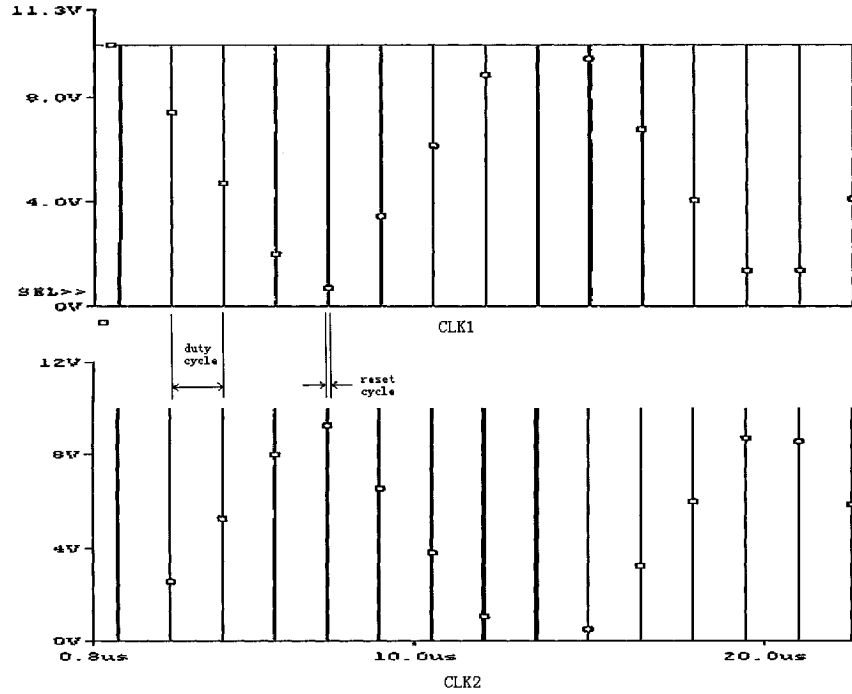 11.3V
8.0V
4.0V
SEL>>
0V
CLK1
duty
cycle
reset
cycle
12V
8V
4V
0V
0.8us
10.0us
20.0us
CLK2